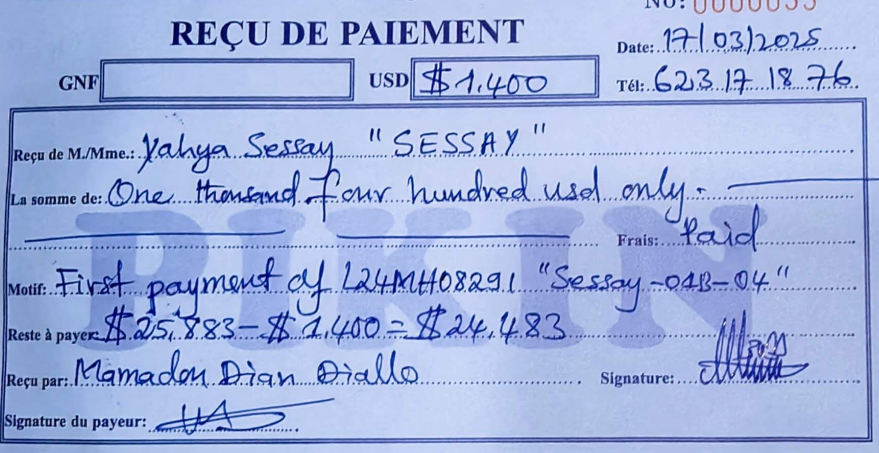 No: 0000055
REÇU DE PAIEMENT
Date: 17/03/2025
GNF USD $1.400 Tél: 623 17 18 76
Reçu de M./Mme.: Yahya Sessay "SESSAY"
La somme de: One thousand four hundred usd only.
Frais: Paid
PIKIN
Motif: First payment of L24MH08291 "Sessay-01B-04"
Reste à payer: $25,883-$1.400=$24.483
Reçu par: Mamadou Dian Diallo Signature:
Signature du payeur: